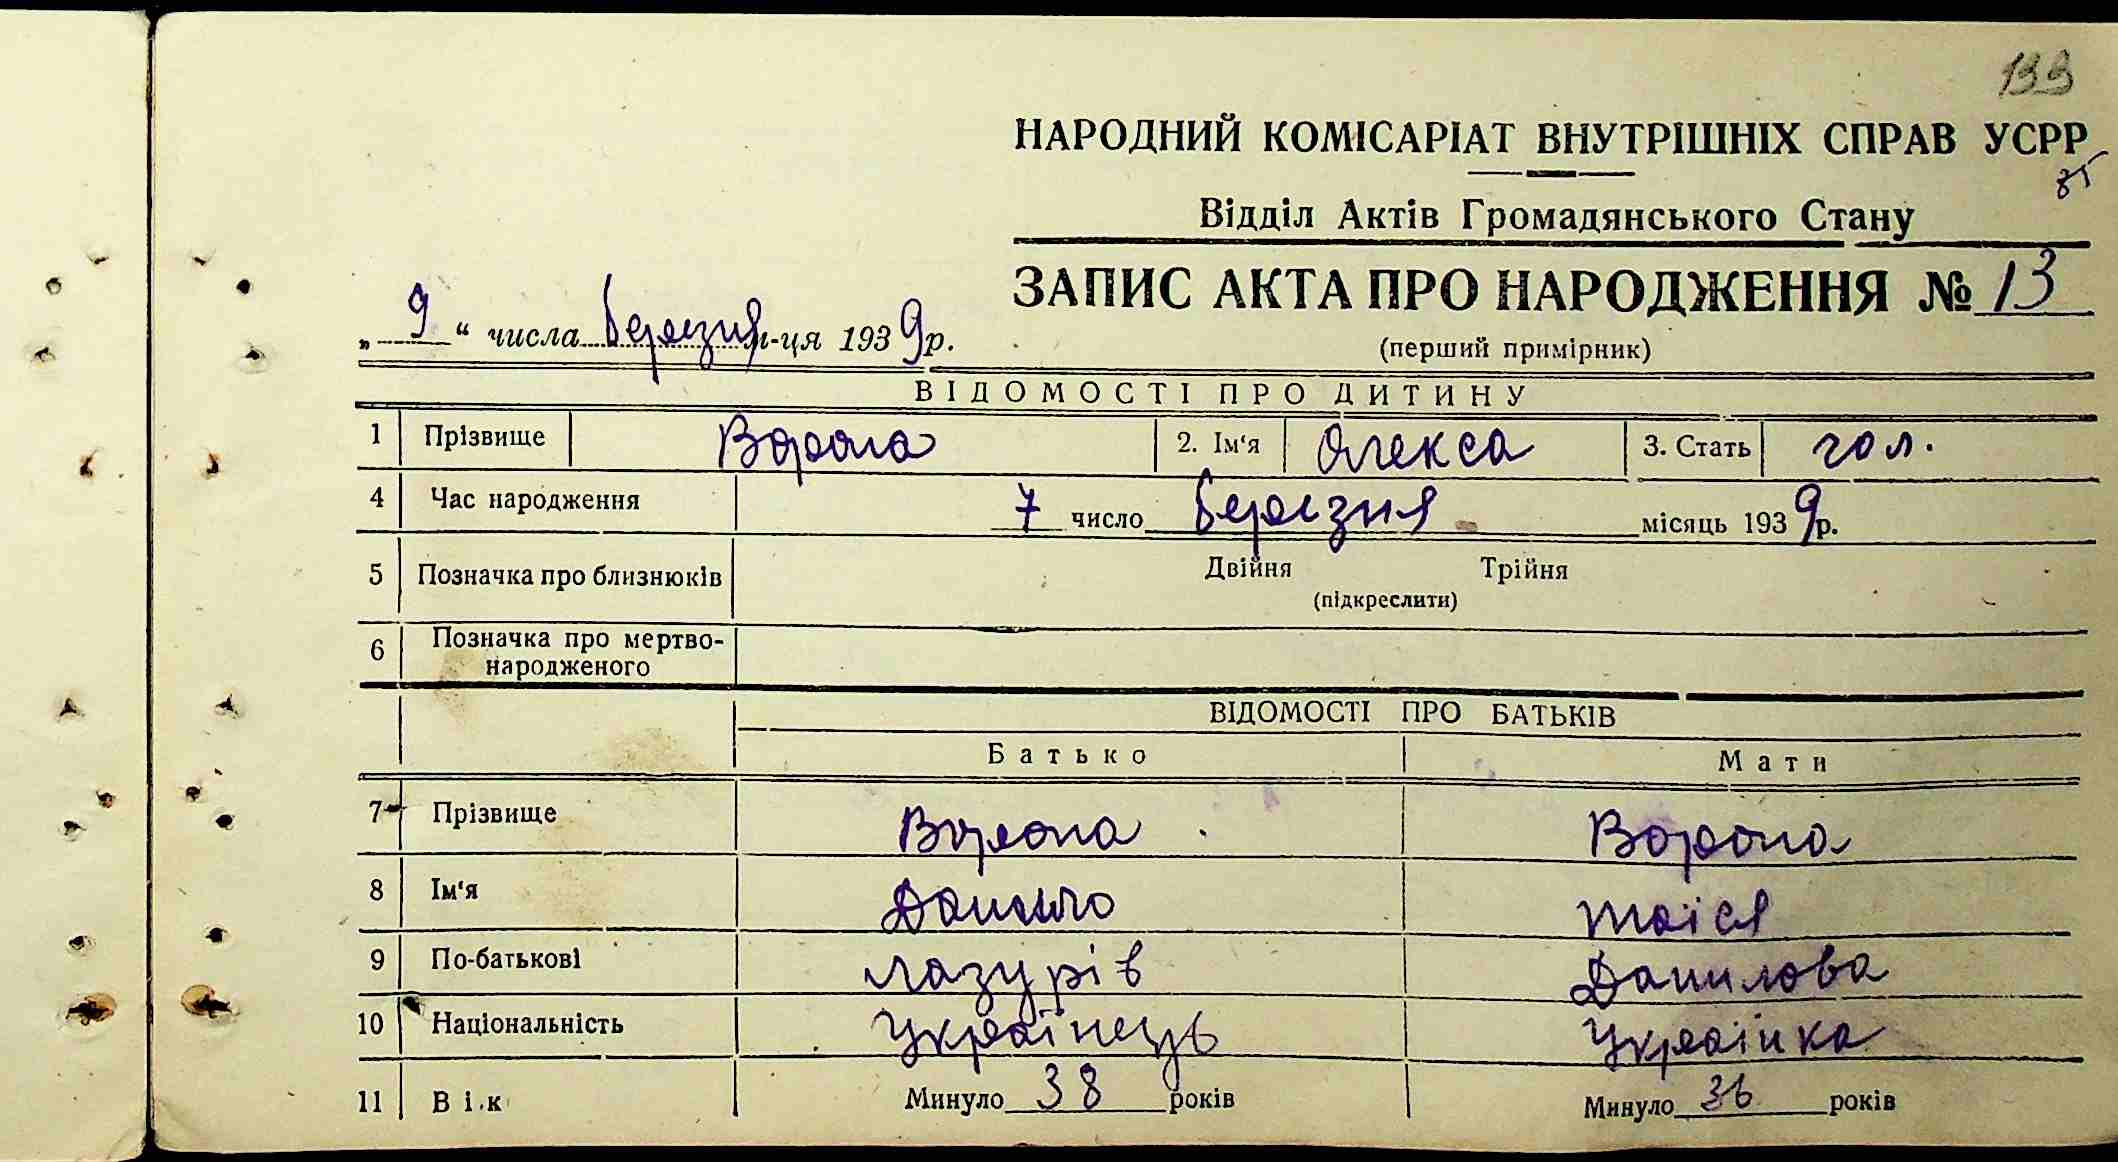 133
НАРОДНИЙ КОМІСАРІАТ ВНУТРІШНІХ СПРАВ УСРР
85
Відділ Актів Громадянського Стану
ЗАПИС АКТА ПРО НАРОДЖЕННЯ № 13
„ 9 “ числа березня м-ця 1939 р.
(перший примірник)
ВІДОМОСТІ ПРО ДИТИНУ
1 Прізвище Ворона 2. Ім‘я Олекса 3. Стать чол.
4 Час народження 7 число березня місяць 1939 р.
5 Позначка про близнюків Двійня Трійня
(підкреслити)
6 Позначка про мертво-
народженого
ВІДОМОСТІ ПРО БАТЬКІВ
Батько Мати
7 Прізвище Ворона Ворона
8 Ім‘я Данило Таїся
9 По-батькові Лазурів Данилова
10 Національність Українець Українка
11 Вік Минуло 38 років Минуло 36 років